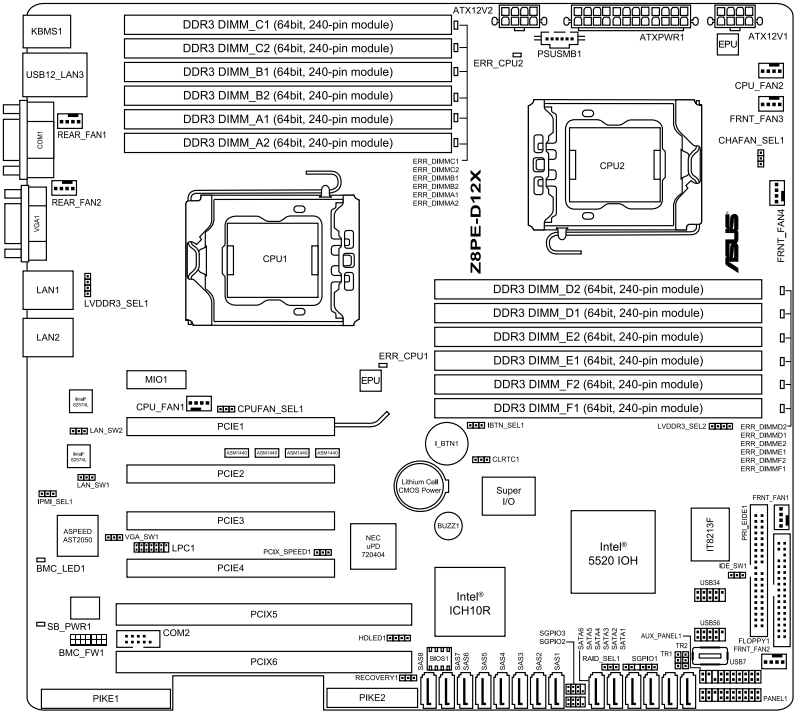 ATX12V2
KBMS1
DDR3 DIMM_C1 (64bit, 240-pin module)
DDR3 DIMM_C2 (64bit, 240-pin module)
DDR3 DIMM_B1 (64bit, 240-pin module)
DDR3 DIMM_B2 (64bit, 240-pin module)
DDR3 DIMM_A1 (64bit, 240-pin module)
DDR3 DIMM_A2 (64bit, 240-pin module)
ATXPWR1
ATX12V1
EPU
PSUSMB1
ERR_CPU2
USB12_LAN3
CPU_FAN2
FRNT_FAN3
CHAFAN_SEL1
COM1
REAR_FAN1
ERR_DIMMC1
ERR_DIMMC2
ERR_DIMMB1
ERR_DIMMB2
ERR_DIMMA1
ERR_DIMMA2
CPU2
REAR_FAN2
VGA1
FRNT_FAN4
Z8PE-D12X
ASUS
CPU1
LAN1
LVDDR3_SEL1
LAN2
DDR3 DIMM_D2 (64bit, 240-pin module)
DDR3 DIMM_D1 (64bit, 240-pin module)
DDR3 DIMM_E2 (64bit, 240-pin module)
DDR3 DIMM_E1 (64bit, 240-pin module)
DDR3 DIMM_F2 (64bit, 240-pin module)
DDR3 DIMM_F1 (64bit, 240-pin module)
ERR_CPU1
EPU
MIO1
Intel®
82574L
CPU_FAN1
CPUFAN_SEL1
LAN_SW2
PCIE1
IBTN_SEL1
LVDDR3_SEL2
ERR_DIMMD2
ERR_DIMMD1
ERR_DIMME2
ERR_DIMME1
ERR_DIMMF2
ERR_DIMMF1
I_BTN1
ASM1440
ASM1440
ASM1440
ASM1440
Intel®
82574L
CLRTC1
LAN_SW1
PCIE2
Lithium Cell
CMOS Power
Super
I/O
IPMI_SEL1
FRNT_FAN1
ASPEED
AST2050
PCIE3
BUZZ1
PRI_EIDE1
IT8213F
VGA_SW1
LPC1
NEC
uPD
720404
PCIX_SPEED1
Intel®
5520 IOH
BMC_LED1
PCIE4
IDE_SW1
USB34
Intel®
ICH10R
SB_PWR1
PCIX5
USB56
BMC_FW1
COM2
HDLED1
SGPIO3
SGPIO2
SATA6
SATA5
SATA4
SATA3
SATA2
SATA1
AUX_PANEL1
FLOPPY1
FRNT_FAN2
TR2
TR1
USB7
PCIX6
SAS8
BIOS1
SAS7
SAS6
SAS5
SAS4
SAS3
SAS2
SAS1
RAID_SEL1
SGPIO1
RECOVERY1
PIKE1
PIKE2
PANEL1